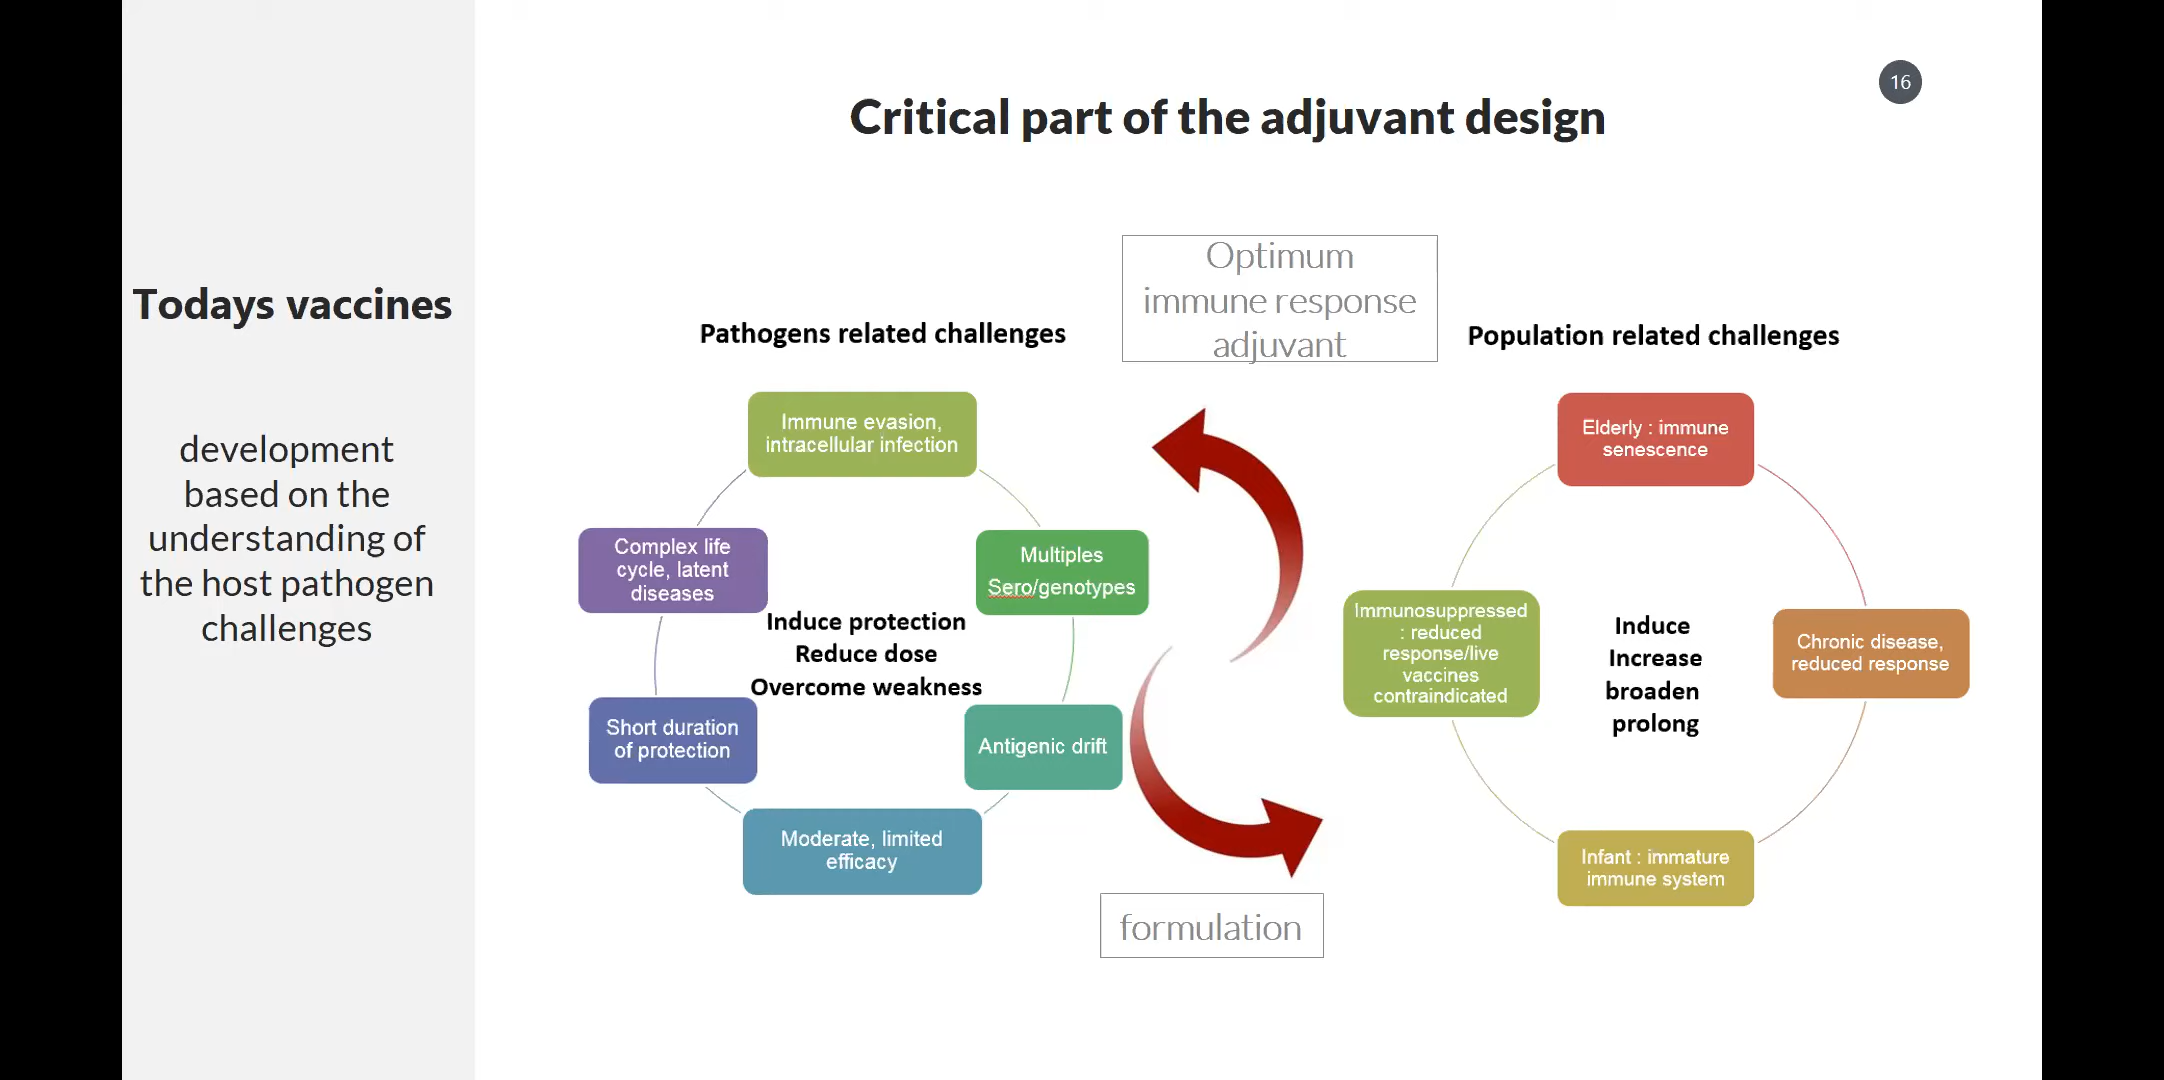 16
Critical part of the adjuvant design
Todays vaccines
development
based on the
understanding of
the host pathogen
challenges
Optimum
immune response
adjuvant
Pathogens related challenges
Immune evasion,
intracellular infection
Multiples
Sero/genotypes
Antigenic drift
Moderate, limited
efficacy
Short duration
of protection
Complex life
cycle, latent
diseases
Induce protection
Reduce dose
Overcome weakness
formulation
Population related challenges
Elderly : immune
senescence
Chronic disease,
reduced response
Infant : immature
immune system
Immunosuppressed
: reduced
response/live
vaccines
contraindicated
Induce
Increase
broaden
prolong